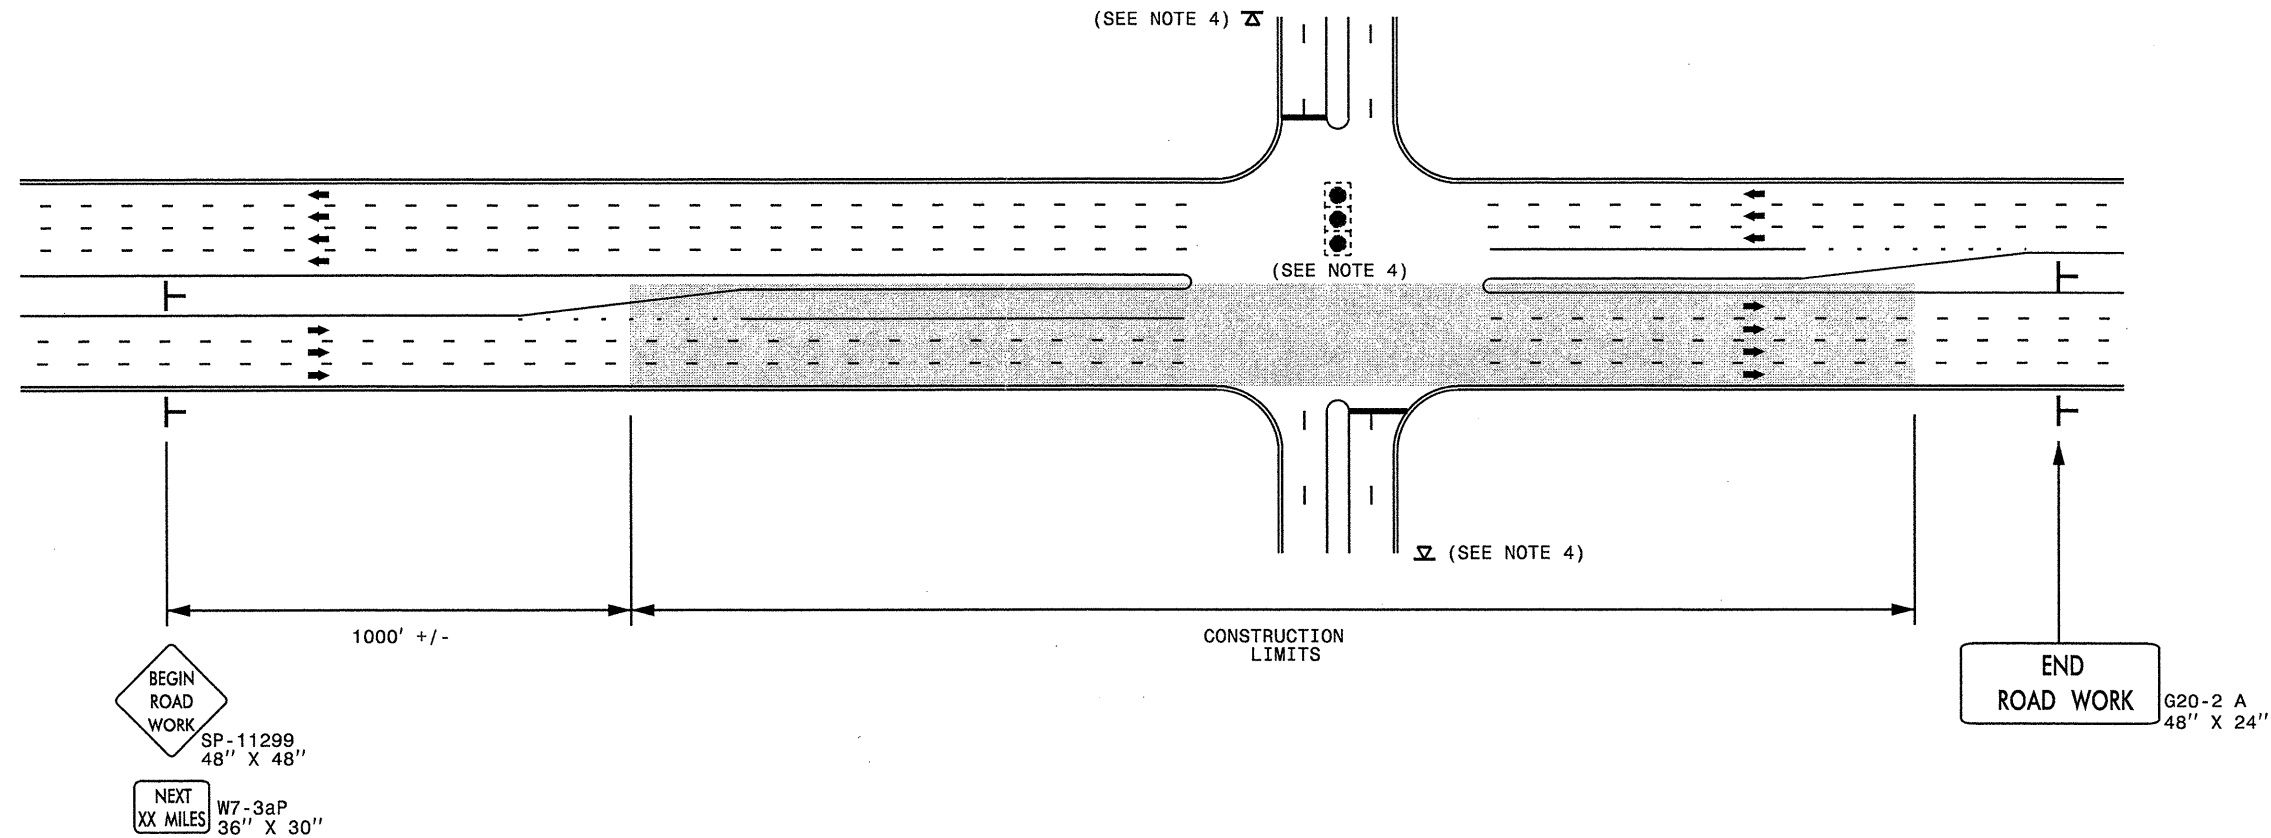 (SEE NOTE 4)
(SEE NOTE 4)
(SEE NOTE 4)
1000' +/-
CONSTRUCTION
LIMITS
BEGIN
ROAD
WORK
SP-11299
48" X 48"
NEXT
XX MILES
W7-3aP
36" X 30"
END
ROAD WORK
G20-2 A
48" X 24"